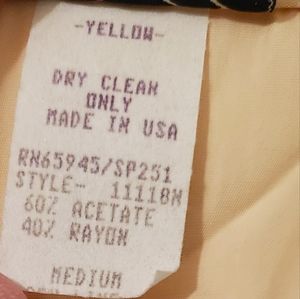 -YELLOW-
DRY CLEAN
ONLY
MADE IN USA
RN65945/SP251
STYLE- 11118N
60% ACETATE
40% RAYON
MEDIUM